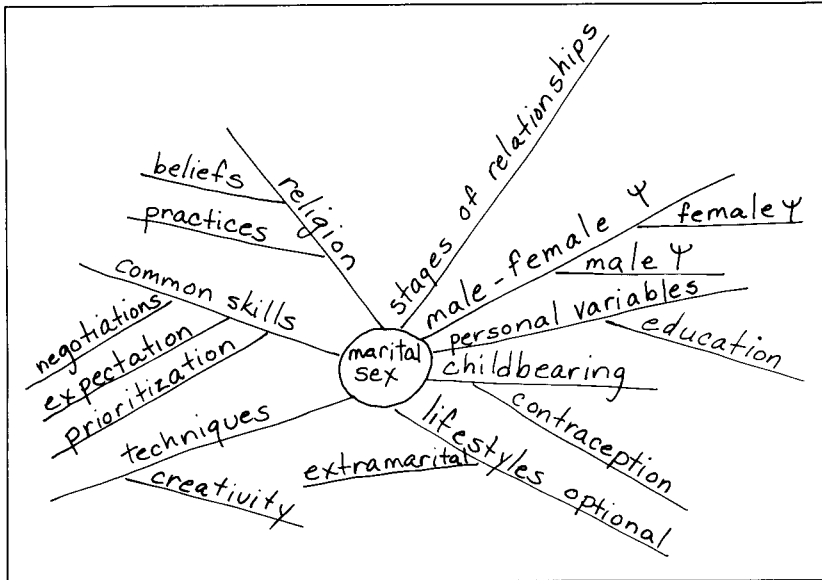 stages of relationships
religion
beliefs
practices
male-female Ψ
female Ψ
male Ψ
common skills
negotiations
expectation
prioritization
personal variables
education
marital
sex
childbearing
contraception
techniques
creativity
lifestyles optional
extramarital